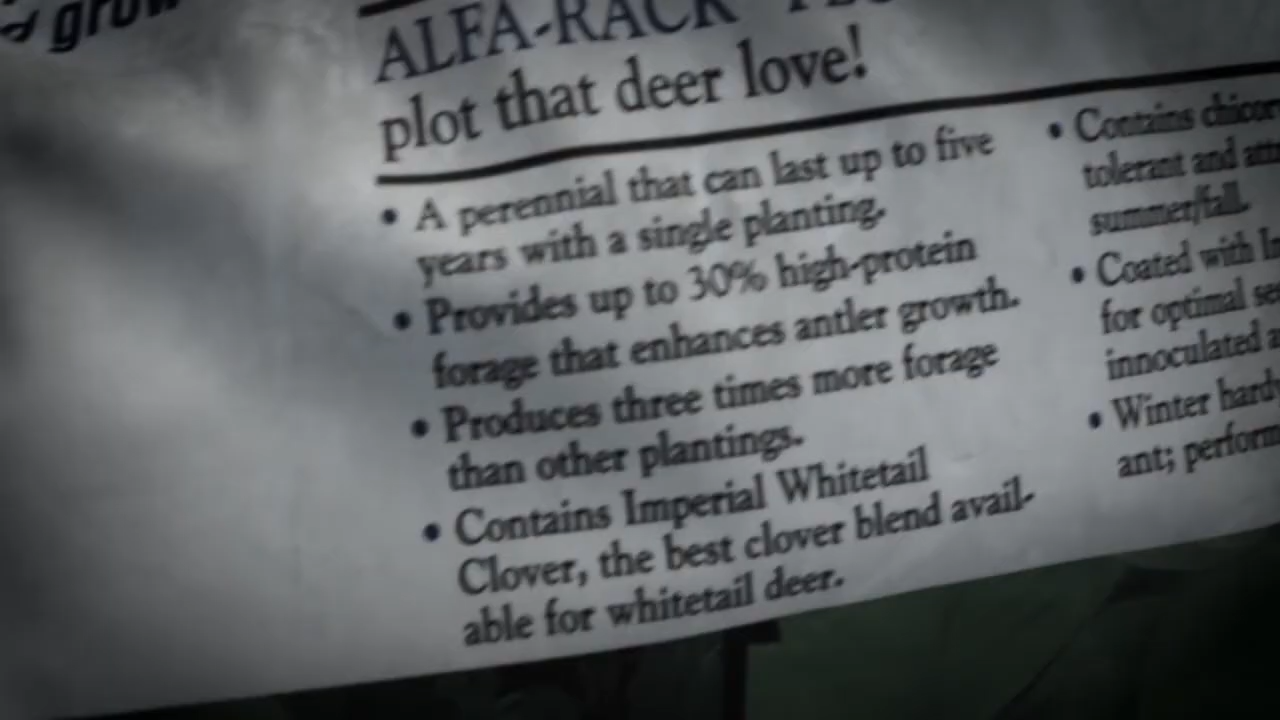 grow
ALFA-RACK
plot that deer love!
• A perennial that can last up to five
years with a single planting.
• Provides up to 30% high-protein
forage that enhances antler growth.
• Produces three times more forage
than other plantings.
• Contains Imperial Whitetail
Clover, the best clover blend avail-
able for whitetail deer.
• Contains
tolerant and
summer/fall.
• Coated with
for optimal
innoculated
• Winter
ant;